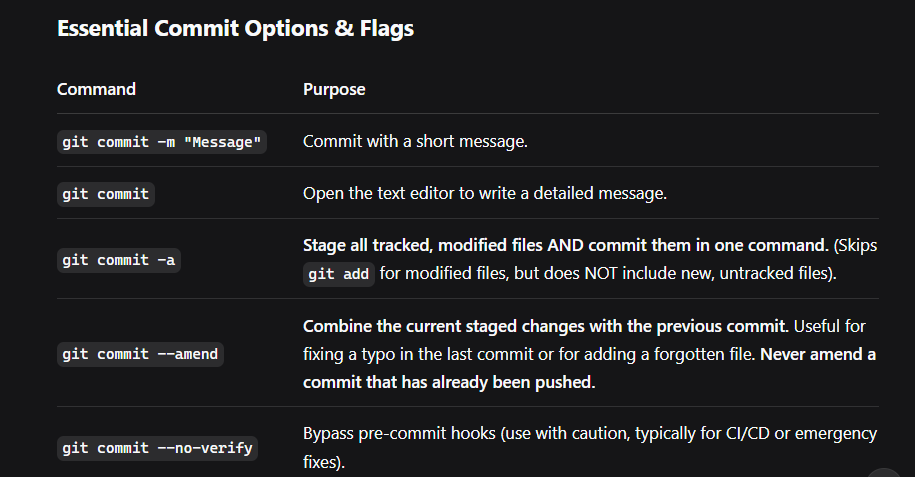 Essential Commit Options & Flags
Command Purpose
git commit -m "Message" Commit with a short message.
git commit Open the text editor to write a detailed message.
Stage all tracked, modified files AND commit them in one command. (Skips
git commit -a git add for modified files, but does NOT include new, untracked files).
Combine the current staged changes with the previous commit. Useful for
git commit --amend fixing a typo in the last commit or for adding a forgotten file. Never amend a
commit that has already been pushed.
Bypass pre-commit hooks (use with caution, typically for CI/CD or emergency
git commit --no-verify fixes).